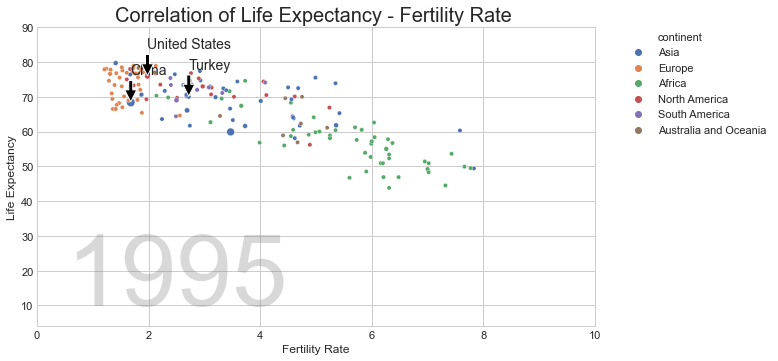 Correlation of Life Expectancy - Fertility Rate
90
80
70
60
50
40
30
20
10
Life Expectancy
United States
China
Turkey
1995
0
2
4
6
8
10
Fertility Rate
continent
Asia
Europe
Africa
North America
South America
Australia and Oceania